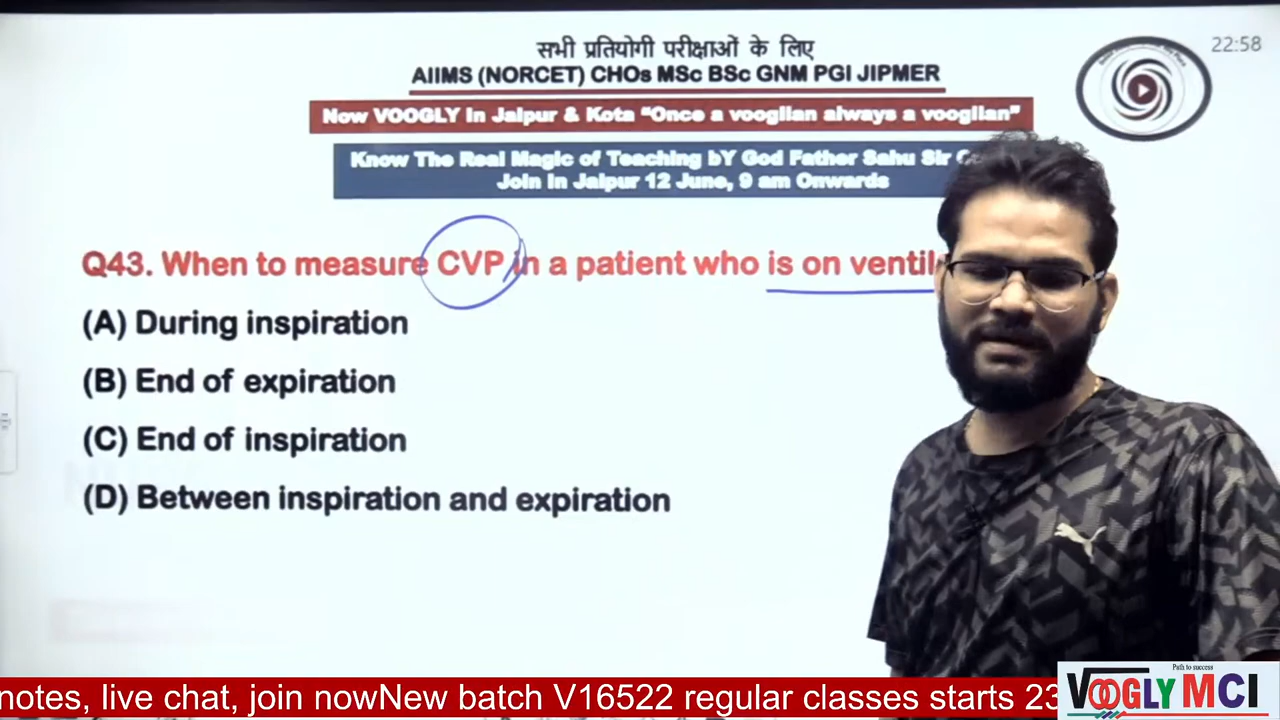 सभी प्रतियोगी परीक्षाओं के लिए
22:58
AIIMS (NORCET) CHOs MSc BSc GNM PGI JIPMER
Now VOOGLY In Jaipur & Kota “Once a vooglian always a vooglian”
Know The Real Magic of Teaching bY God Father Sahu Sir
Join In Jaipur 12 June, 9 am Onwards
Q43. When to measure CVP in a patient who is on ventil
(A) During inspiration
(B) End of expiration
(C) End of inspiration
(D) Between inspiration and expiration
notes, live chat, join nowNew batch V16522 regular classes starts 23
Path to success
VOOGLY MCI